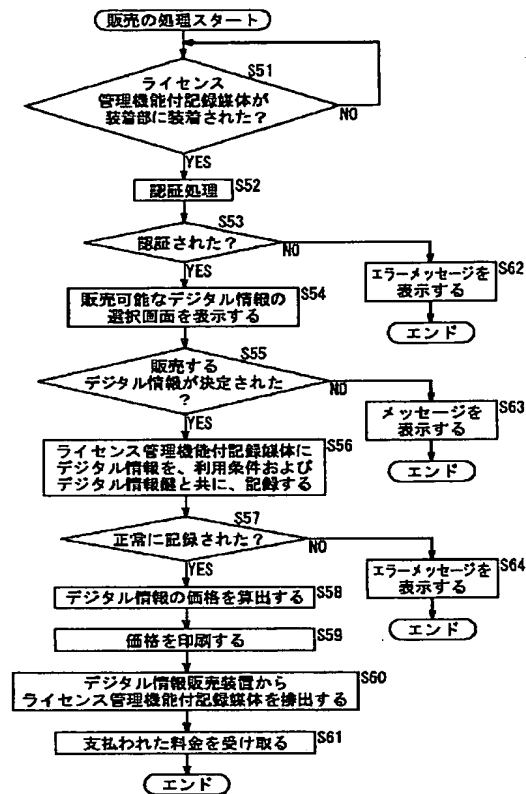 販売の処理スタート
S51
ライセンス
管理機能付記録媒体が
装着部に装着された?
NO
YES
認証処理
S52
S53
認証された?
NO
YES
S62
エラーメッセージを
表示する
エンド
S54
販売可能なデジタル情報の
選択画面を表示する
S55
販売する
デジタル情報が決定された
?
NO
YES
S63
メッセージを
表示する
エンド
S56
ライセンス管理機能付記録媒体に
デジタル情報を、利用条件および
デジタル情報鍵と共に、記録する
S57
正常に記録された?
NO
YES
S64
エラーメッセージを
表示する
エンド
デジタル情報の価格を算出する
S58
価格を印刷する
S59
デジタル情報販売装置から
ライセンス管理機能付記録媒体を排出する
S60
支払われた料金を受け取る
S61
エンド